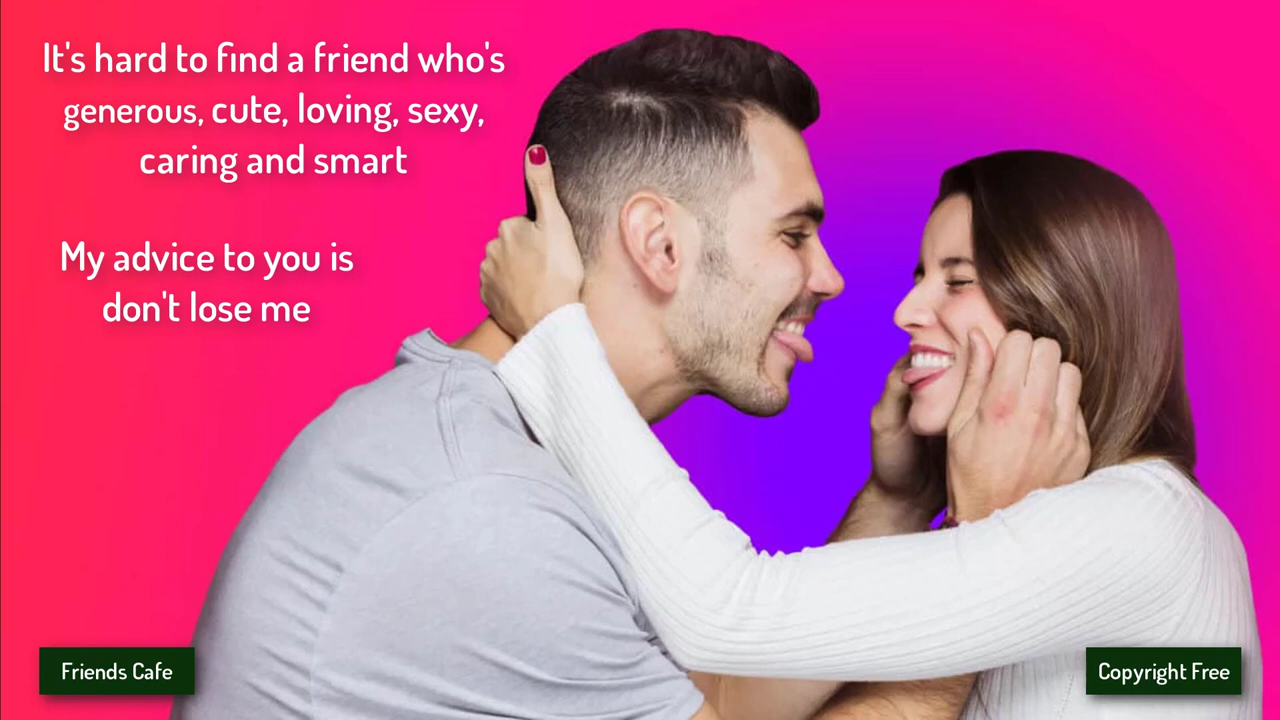 It's hard to find a friend who's
generous, cute, loving, sexy,
caring and smart
My advice to you is
don't lose me
Friends Cafe
Copyright Free